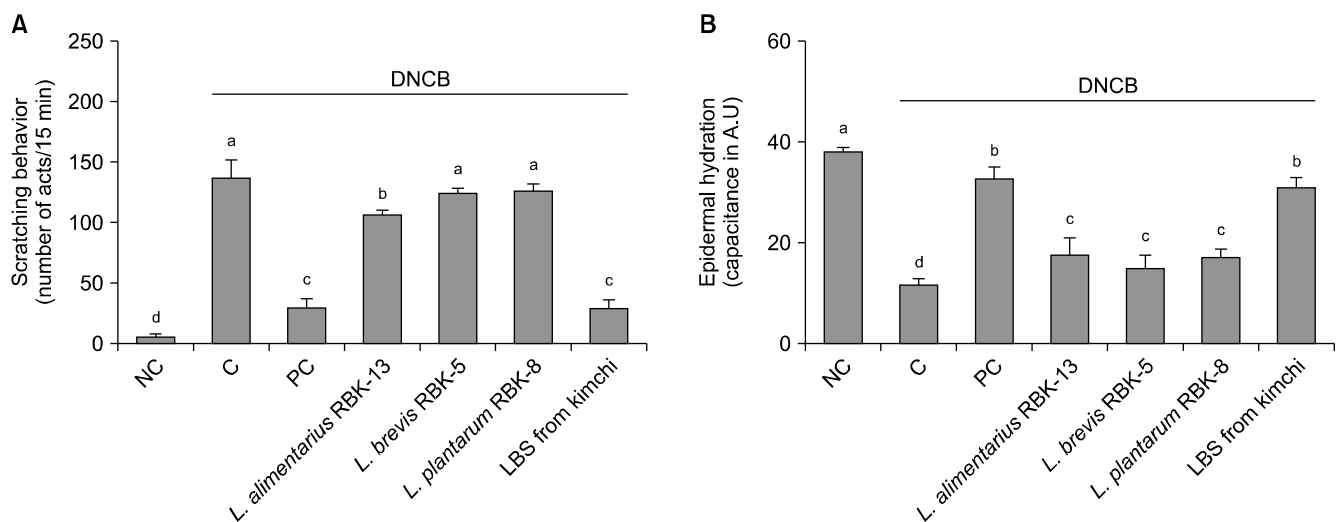 A
Scratching behavior
(number of acts/15 min)
250
200
150
100
50
0
DNCB
d
a
c
b
a
a
c
NC
C
PC
L. alimentarius RBK-13
L. brevis RBK-5
L. plantarum RBK-8
LBS from kimchi
B
Epidermal hydration
(capacitance in A.U)
60
40
20
0
DNCB
a
d
b
c
c
c
b
NC
C
PC
L. alimentarius RBK-13
L. brevis RBK-5
L. plantarum RBK-8
LBS from kimchi